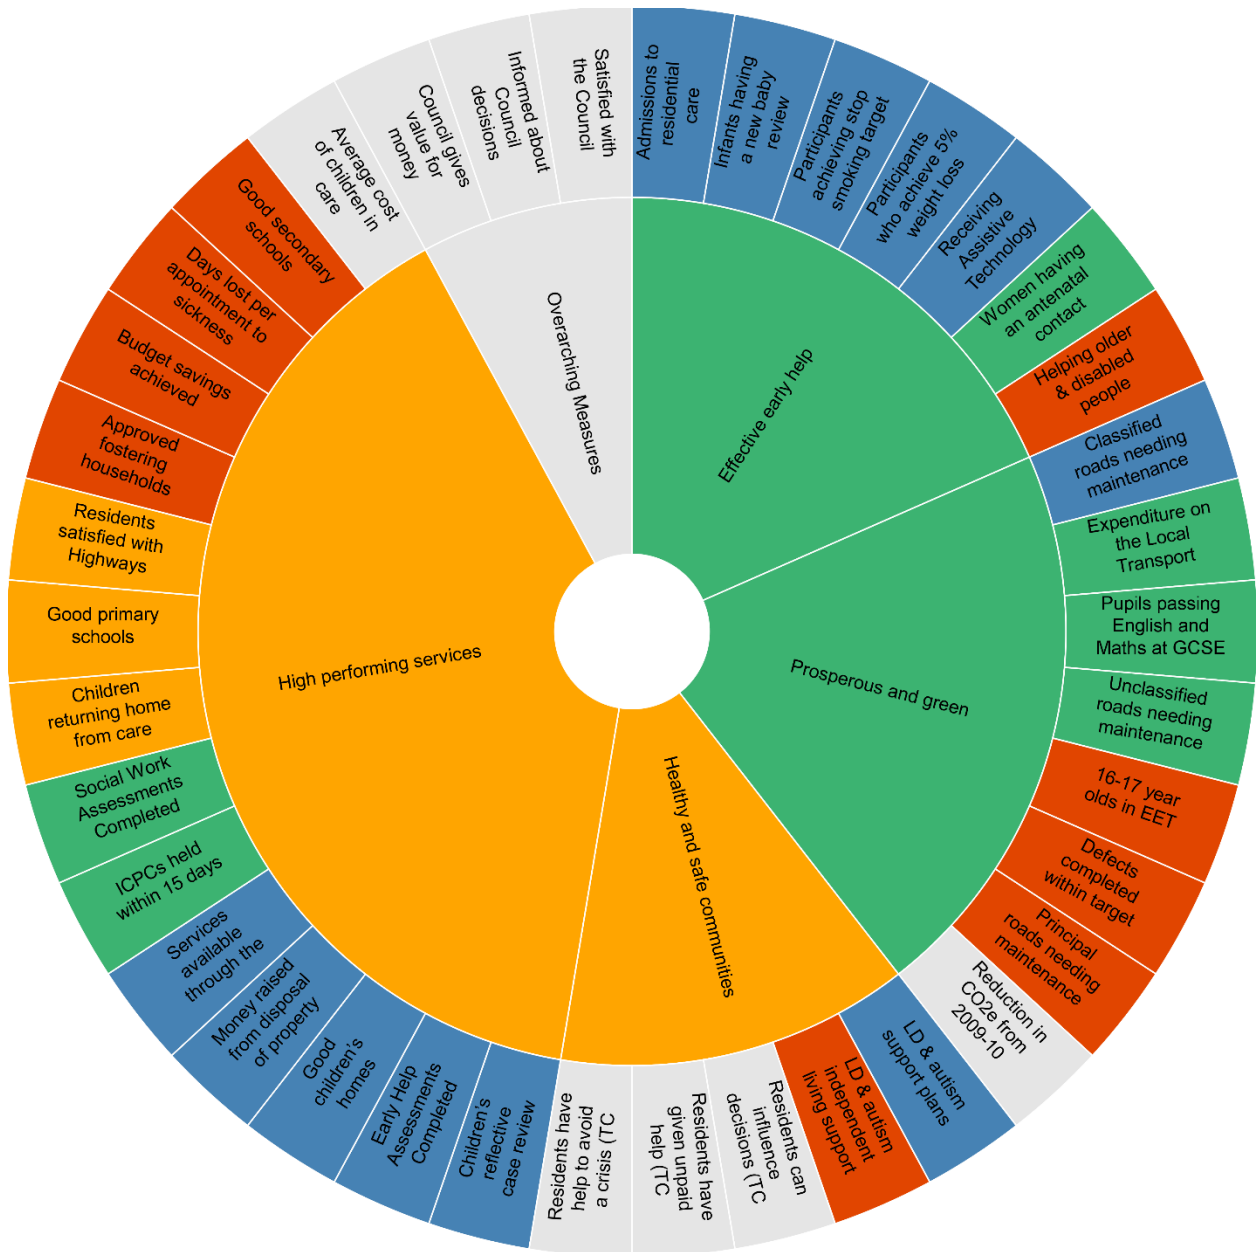 Admissions to
residential
care
Infants having
a new baby
review
Participants
achieving stop
smoking target
Participants
who achieve 5%
weight loss
Receiving
Assistive
Technology
Women having
an antenatal
contact
Helping older
& disabled
people
Classified
roads needing
maintenance
Expenditure on
the Local
Transport
Pupils passing
English and
Maths at GCSE
Unclassified
roads needing
maintenance
16-17 year
olds in EET
Defects
completed
within target
Principal
roads needing
maintenance
Reduction in
CO2e from
2009-10
LD & autism
support plans
LD & autism
independent
living support
Residents can
influence
decisions (TC
Residents have
given unpaid
help (TC
Residents have
help to avoid
a crisis (TC
Children's
reflective
case review
Early Help
Assessments
Completed
Good
children's
homes
Money raised
from disposal
of property
Services
available
through the
ICPCs held
within 15 days
Social Work
Assessments
Completed
Children
returning home
from care
Good primary
schools
Residents
satisfied with
Highways
Approved
fostering
households
Budget savings
achieved
Days lost per
appointment to
sickness
Good secondary
schools
Average cost
of children in
care
Council gives
value for
money
Informed about
Council
decisions
Satisfied with
the Council
Effective early help
Prosperous and green
Healthy and safe communities
High performing services
Overarching Measures